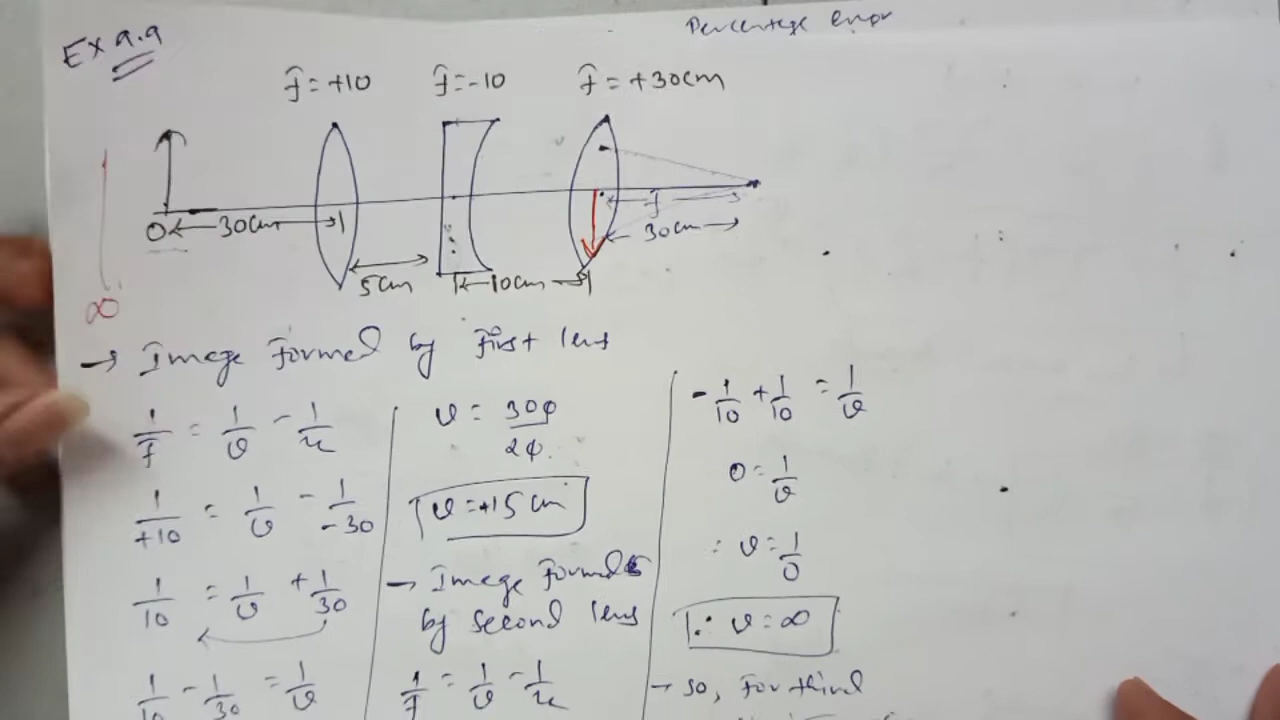 Percentage error
Ex 9.9
f = +10 f = -10 f = +30cm
O 30cm 5cm 10cm f 30cm
∞
→ Image formed by first lens
1/f = 1/v - 1/u
1/+10 = 1/v - 1/-30
1/10 = 1/v + 1/30
1/10 - 1/30 = 1/v
v = 300/20
v = +15 cm
→ Image formed
by second lens
1/f = 1/v - 1/u
-1/10 + 1/10 = 1/v
0 = 1/v
∴ v = 1/0
∴ v = ∞
→ so, for third